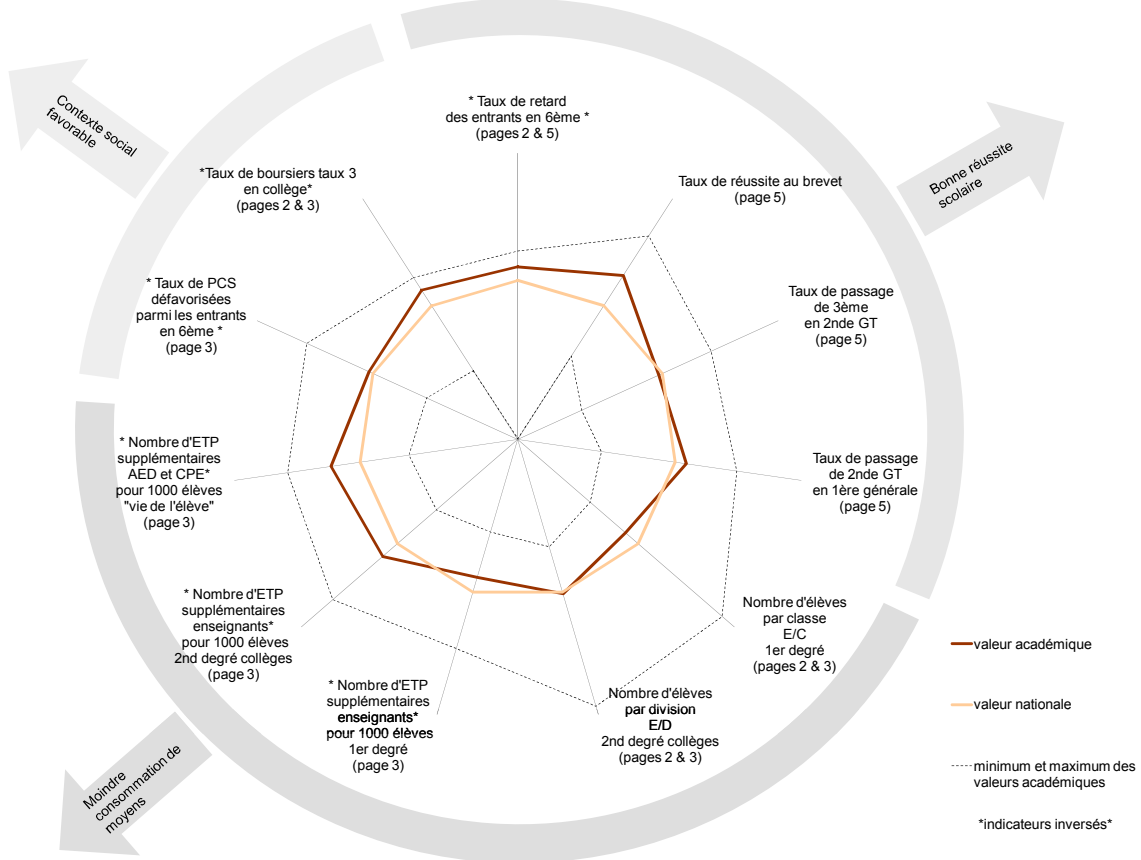 Contexte social
favorable
* Taux de retard
des entrants en 6ème *
(pages 2 & 5)
Bonne réussite
scolaire
*Taux de boursiers taux 3
en collège*
(pages 2 & 3)
Taux de réussite au brevet
(page 5)
* Taux de PCS
défavorisées
parmi les entrants
en 6ème *
(page 3)
Taux de passage
de 3ème
en 2nde GT
(page 5)
* Nombre d'ETP
supplémentaires
AED et CPE*
pour 1000 élèves
"vie de l'élève"
(page 3)
Taux de passage
de 2nde GT
en 1ère générale
(page 5)
* Nombre d'ETP
supplémentaires
enseignants*
pour 1000 élèves
2nd degré collèges
(page 3)
Nombre d'élèves
par classe
E/C
1er degré
(pages 2 & 3)
* Nombre d'ETP
supplémentaires
enseignants*
pour 1000 élèves
1er degré
(page 3)
Nombre d'élèves
par division
E/D
2nd degré collèges
(pages 2 & 3)
Moindre
consommation de
moyens
valeur académique
valeur nationale
minimum et maximum des
valeurs académiques
*indicateurs inversés*